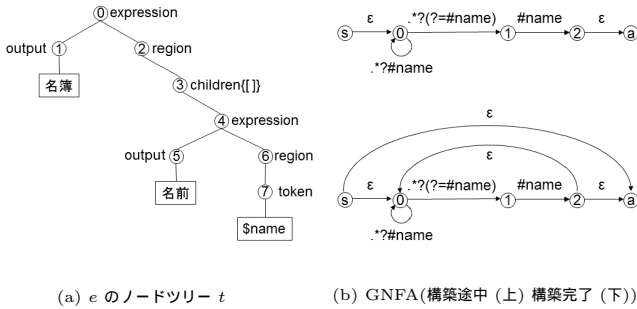 0 expression
output 1
2 region
名簿
3 children{[ ]}
4 expression
output 5
6 region
名前
7 token
$name
(a) e のノードツリー t
s ε 0 .*?(?=#name) 1 #name 2 ε a
.*?#name
ε
ε
s ε 0 .*?(?=#name) 1 #name 2 ε a
.*?#name
(b) GNFA(構築途中 (上) 構築完了 (下))